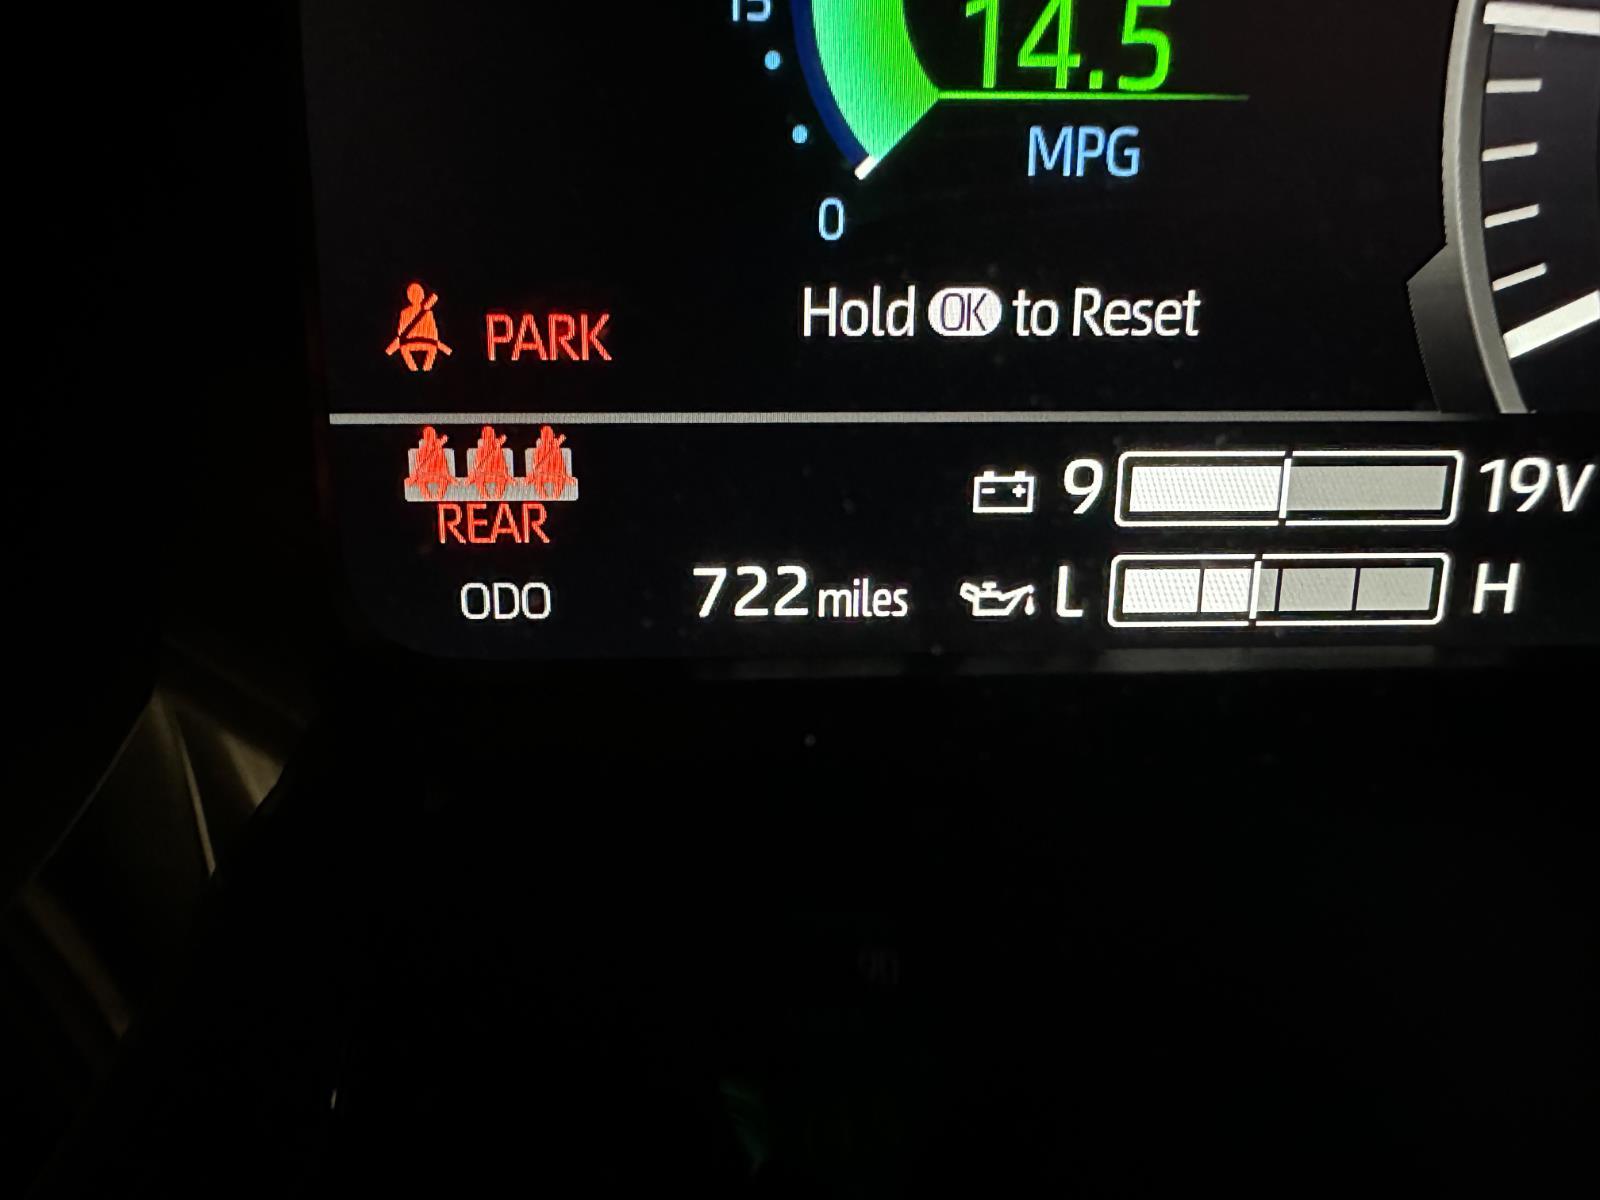 15
14.5
MPG
0
PARK
Hold OK to Reset
REAR
9 19V
ODO 722 miles L H